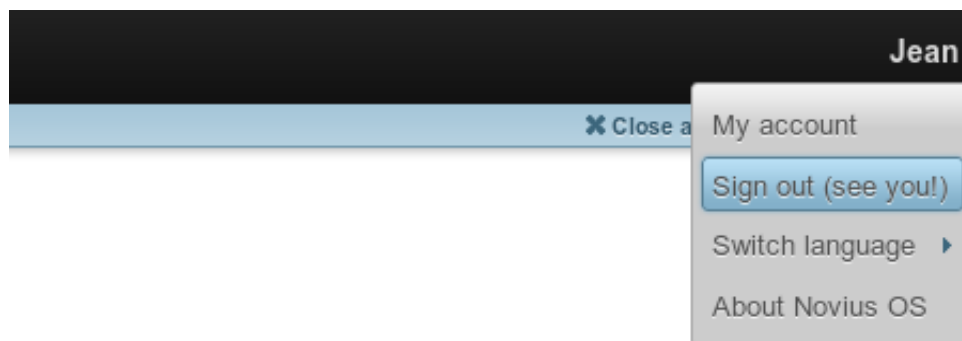 Jean
Close a
My account
Sign out (see you!)
Switch language
About Novius OS